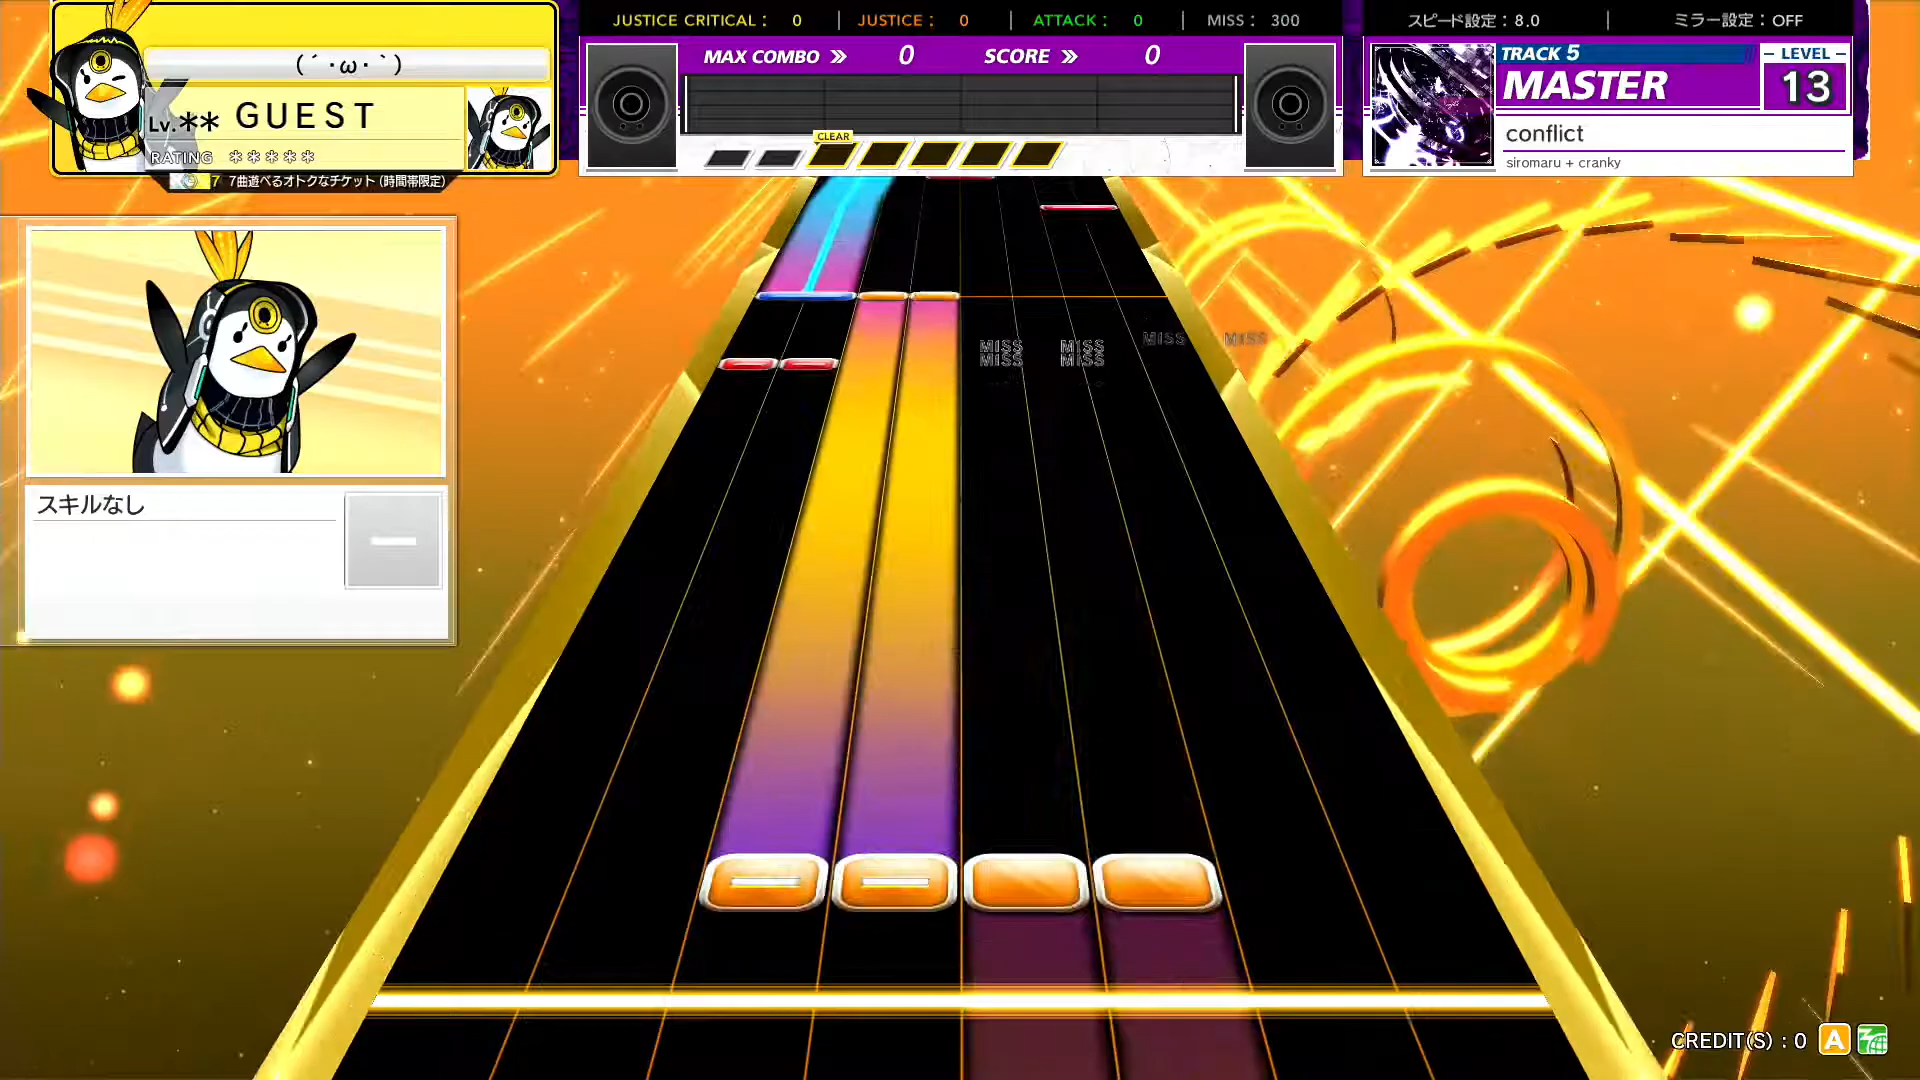 JUSTICE CRITICAL : 0 | JUSTICE : 0 | ATTACK : 0 | MISS : 300
スピード設定 : 8.0 | ミラー設定 : OFF
(´・ω・`)
Lv.** GUEST
RATING *****
7 7曲遊べるオトクなチケット (時間帯限定)
MAX COMBO 0 SCORE 0
CLEAR
TRACK 5
MASTER
LEVEL
13
conflict
siromaru + cranky
MISS MISS MISS MISS
MISS MISS
スキルなし
CREDIT(S) : 0 A